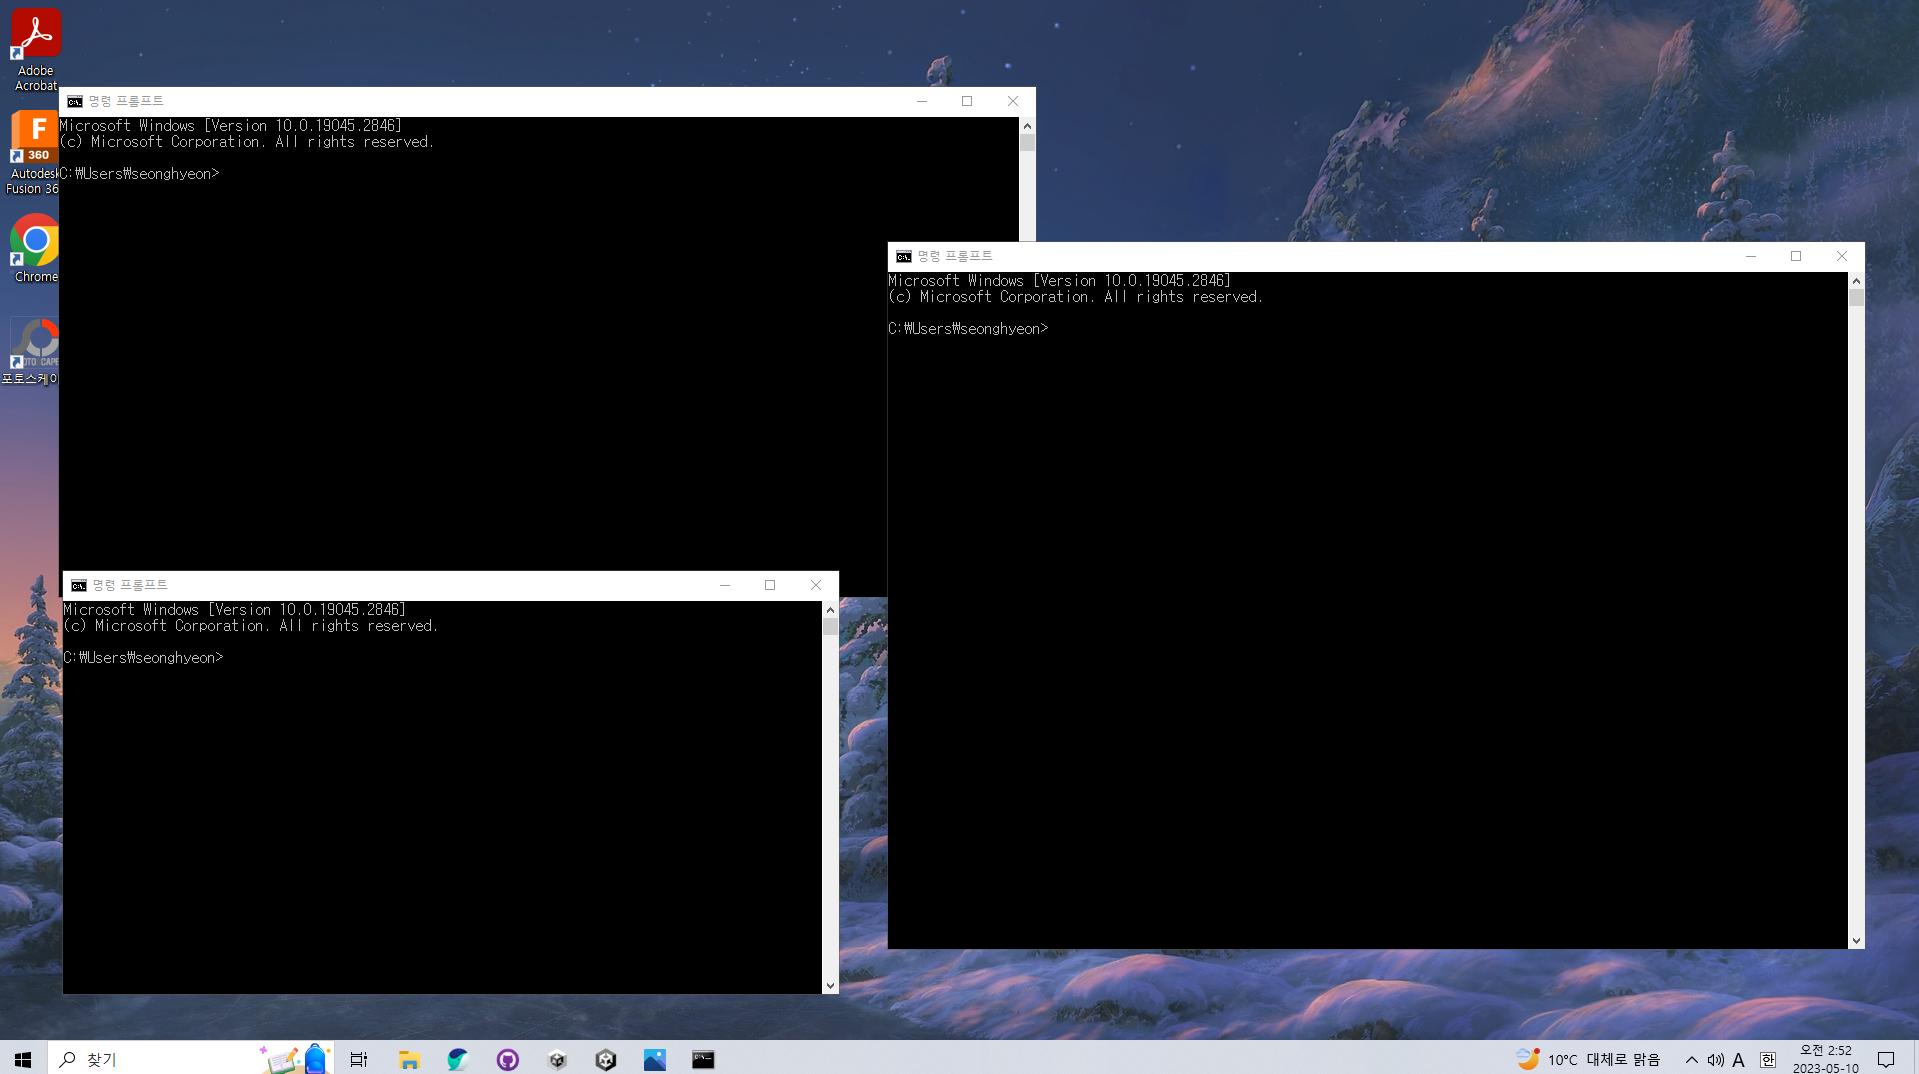 Adobe
Acrobat
F
360
Autodesk
Fusion 36
Chrome
포토스케이
명령 프롬프트
Microsoft Windows [Version 10.0.19045.2846]
(c) Microsoft Corporation. All rights reserved.
C:₩Users₩seonghyeon>
명령 프롬프트
Microsoft Windows [Version 10.0.19045.2846]
(c) Microsoft Corporation. All rights reserved.
C:₩Users₩seonghyeon>
명령 프롬프트
Microsoft Windows [Version 10.0.19045.2846]
(c) Microsoft Corporation. All rights reserved.
C:₩Users₩seonghyeon>
찾기
10°C 대체로 맑음
A
한
오전 2:52
2023-05-10